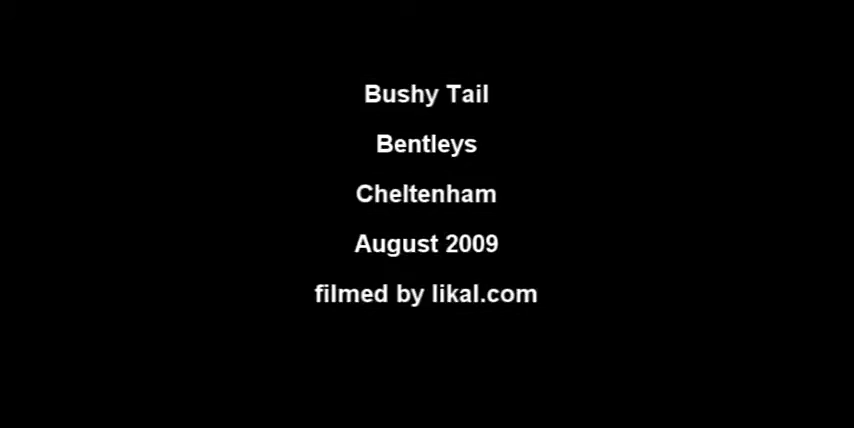 Bushy Tail
Bentleys
Cheltenham
August 2009
filmed by likal.com